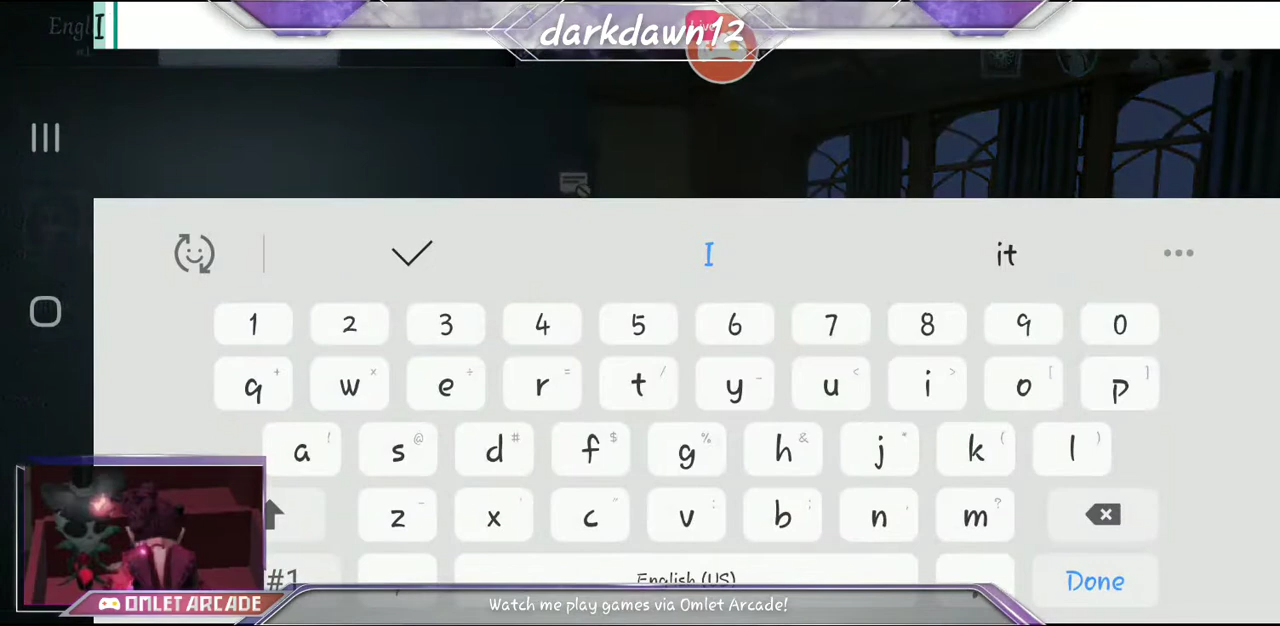 Engl I
darkdawn12
Live
I it
1 2 3 4 5 6 7 8 9 0
q + w × e ÷ r = t / y _ u < i > o [ p ]
a ! s @ d # f $ g % h & j * k ( l )
z - x ' c " v : b ; n , m ?
#1 English (US) Done
OMLET ARCADE
Watch me play games via Omlet Arcade!